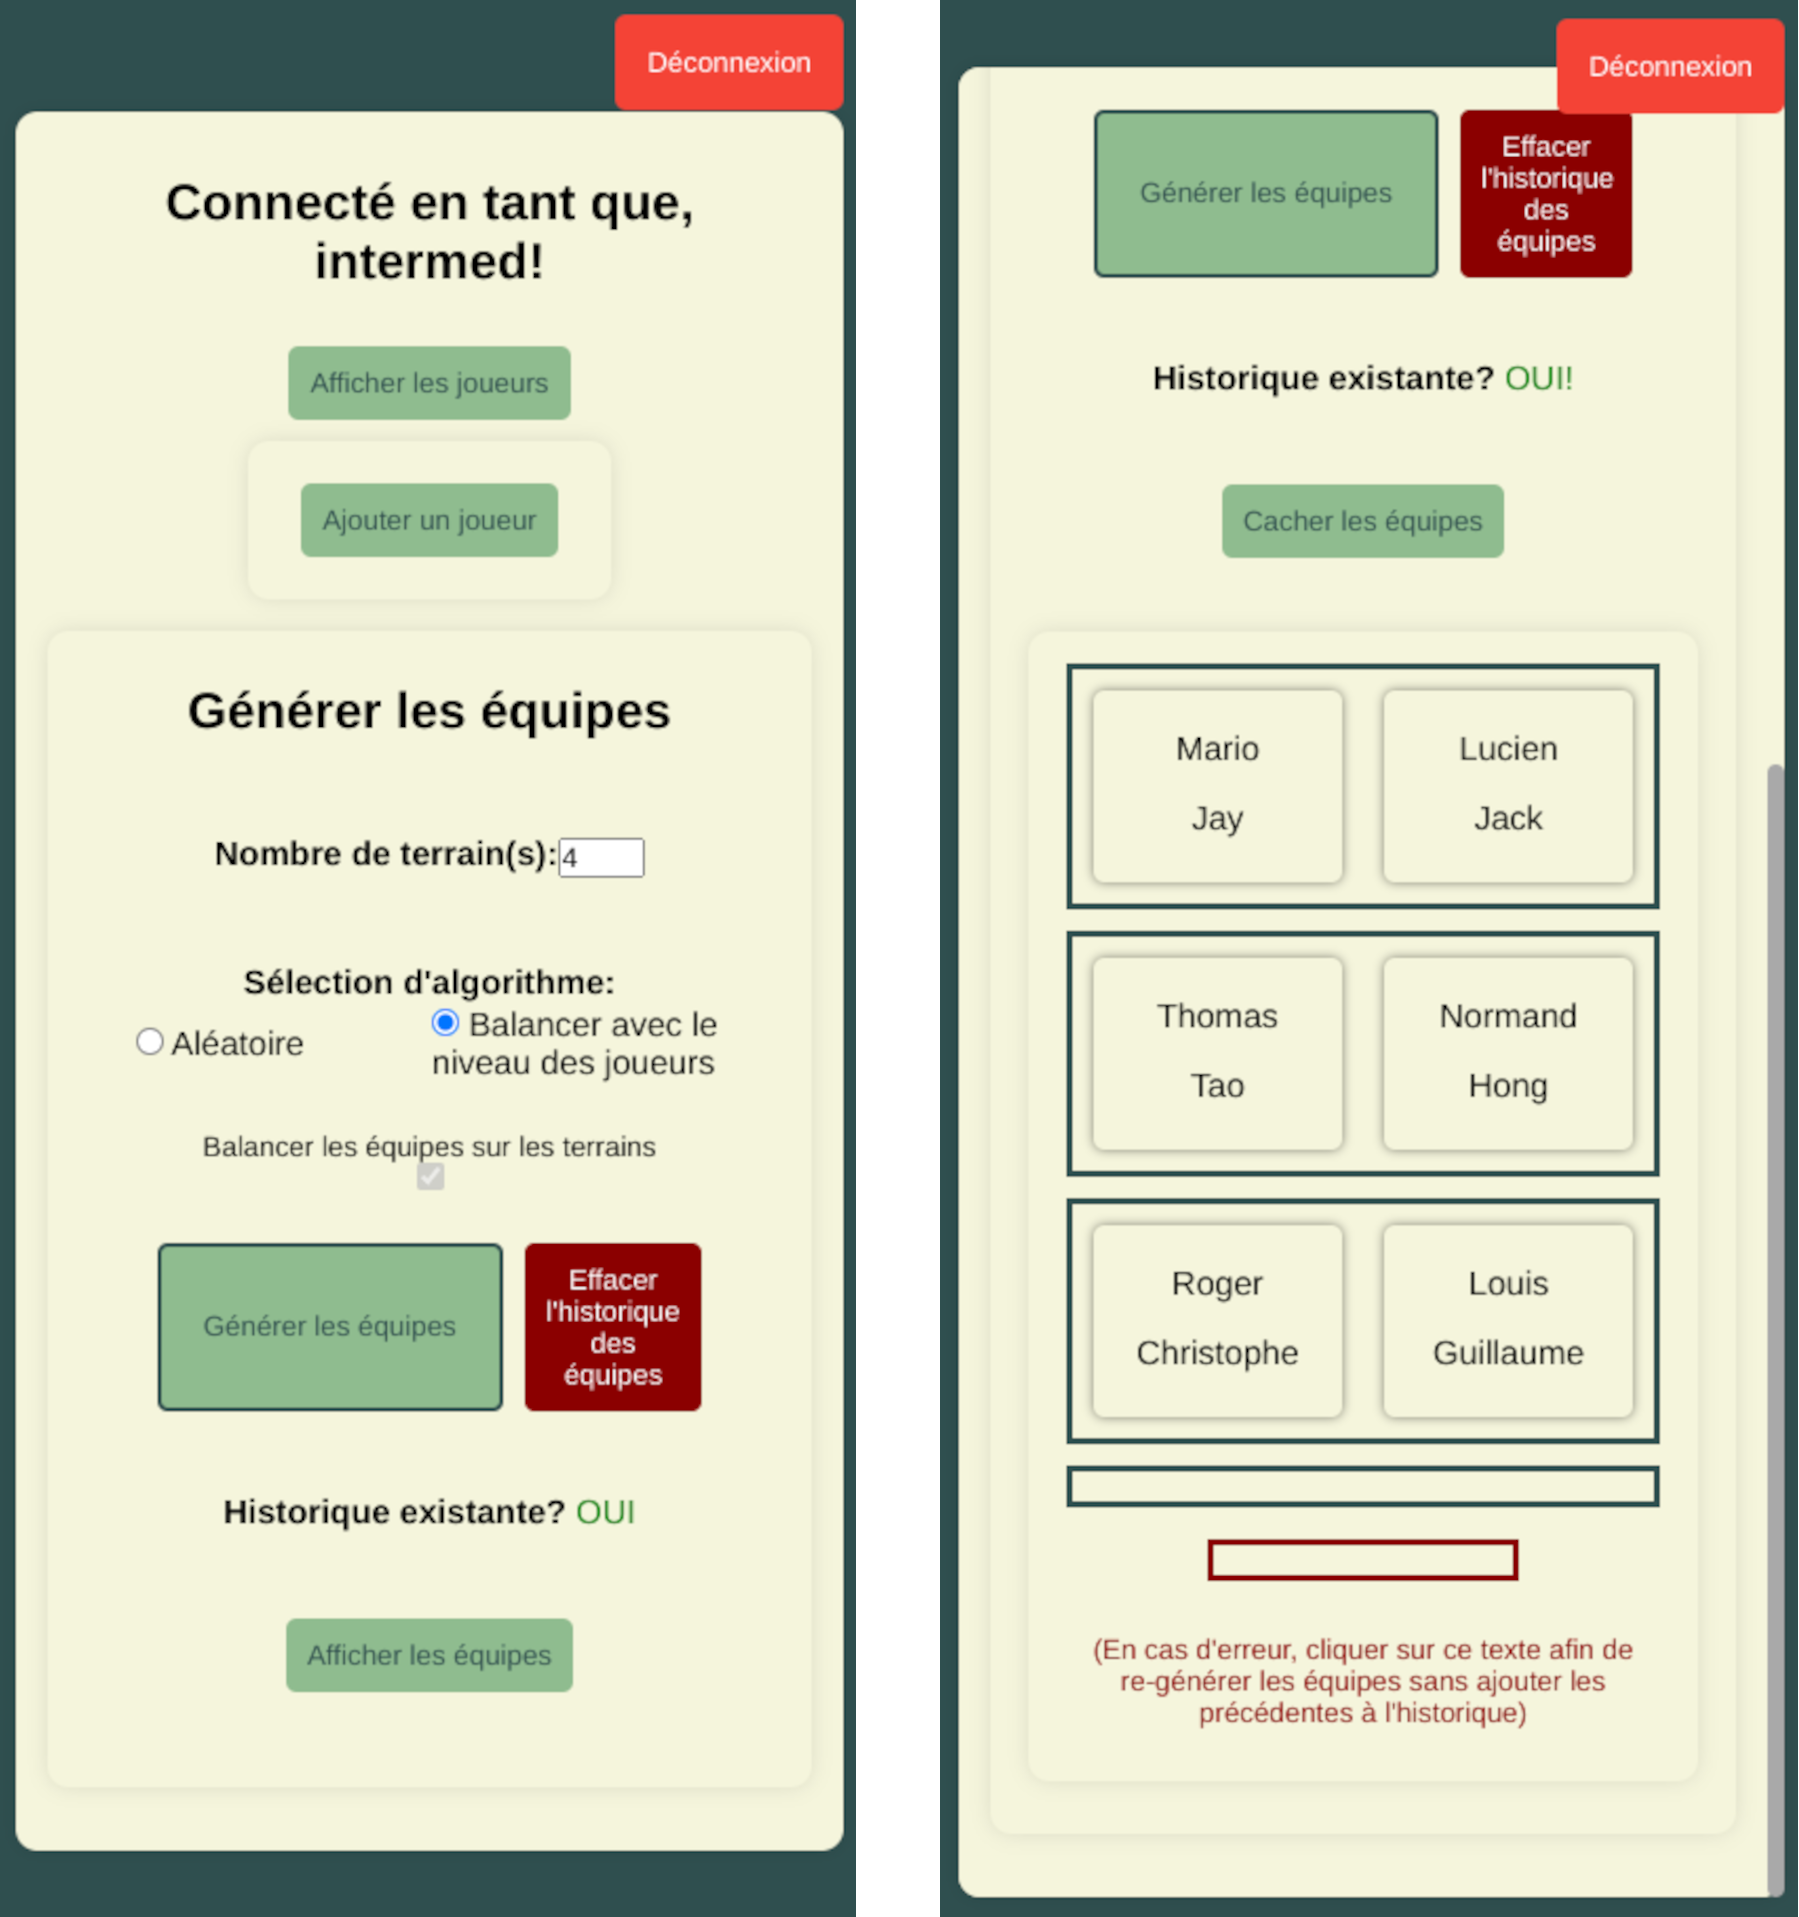 Déconnexion
Connecté en tant que,
intermed!
Afficher les joueurs
Ajouter un joueur
Générer les équipes
Nombre de terrain(s): 4
Sélection d'algorithme:
Aléatoire
Balancer avec le
niveau des joueurs
Balancer les équipes sur les terrains
Générer les équipes
Effacer
l'historique
des
équipes
Historique existante? OUI
Afficher les équipes
Déconnexion
Générer les équipes
Effacer
l'historique
des
équipes
Historique existante? OUI!
Cacher les équipes
Mario
Jay
Lucien
Jack
Thomas
Tao
Normand
Hong
Roger
Christophe
Louis
Guillaume
(En cas d'erreur, cliquer sur ce texte afin de
re-générer les équipes sans ajouter les
précédentes à l'historique)